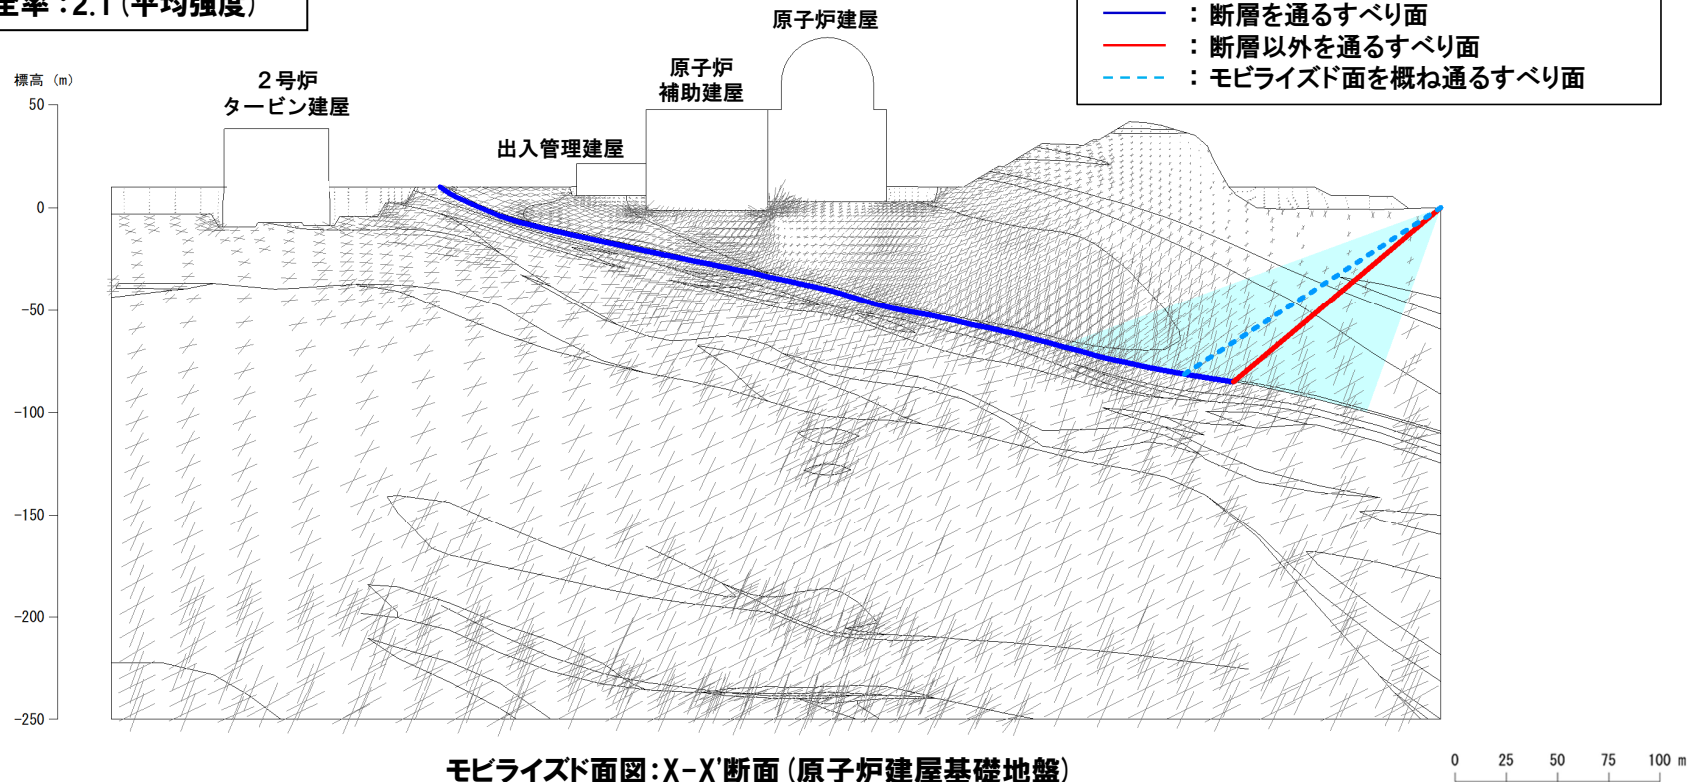 全率：2.1（平均強度）
：断層を通るすべり面
：断層以外を通るすべり面
：モビライズド面を概ね通るすべり面
標高（m）
50
0
-50
-100
-150
-200
-250
２号炉
タービン建屋
出入管理建屋
原子炉
補助建屋
原子炉建屋
モビライズド面図：X-X'断面（原子炉建屋基礎地盤）
0 25 50 75 100 m